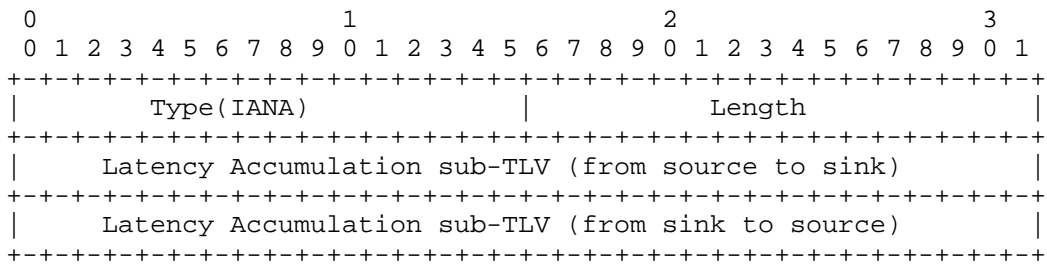 0                   1                   2                   3
 0 1 2 3 4 5 6 7 8 9 0 1 2 3 4 5 6 7 8 9 0 1 2 3 4 5 6 7 8 9 0 1
+-+-+-+-+-+-+-+-+-+-+-+-+-+-+-+-+-+-+-+-+-+-+-+-+-+-+-+-+-+-+-+-+
|        Type(IANA)             |           Length              |
+-+-+-+-+-+-+-+-+-+-+-+-+-+-+-+-+-+-+-+-+-+-+-+-+-+-+-+-+-+-+-+-+
|     Latency Accumulation sub-TLV (from source to sink)        |
+-+-+-+-+-+-+-+-+-+-+-+-+-+-+-+-+-+-+-+-+-+-+-+-+-+-+-+-+-+-+-+-+
|     Latency Accumulation sub-TLV (from sink to source)        |
+-+-+-+-+-+-+-+-+-+-+-+-+-+-+-+-+-+-+-+-+-+-+-+-+-+-+-+-+-+-+-+-+